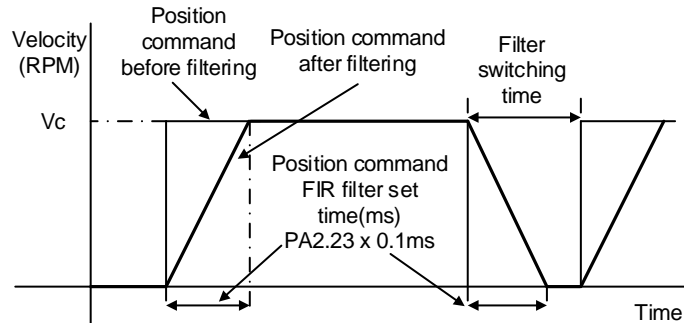 Velocity
(RPM)
Position
command
before filtering
Position command
after filtering
Filter
switching
time
Vc
Position command
FIR filter set
time(ms)
PA2.23 x 0.1ms
Time